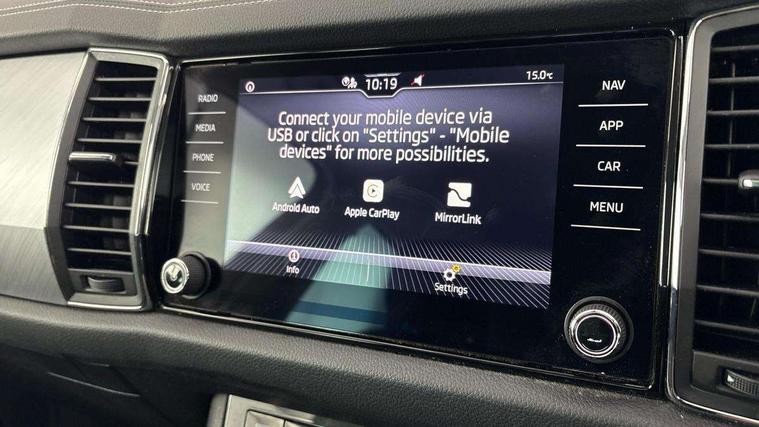 10:19
15.0°c
Connect your mobile device via
USB or click on "Settings" - "Mobile
devices" for more possibilities.
Android Auto
Apple CarPlay
MirrorLink
Info
Settings
RADIO
MEDIA
PHONE
VOICE
NAV
APP
CAR
MENU